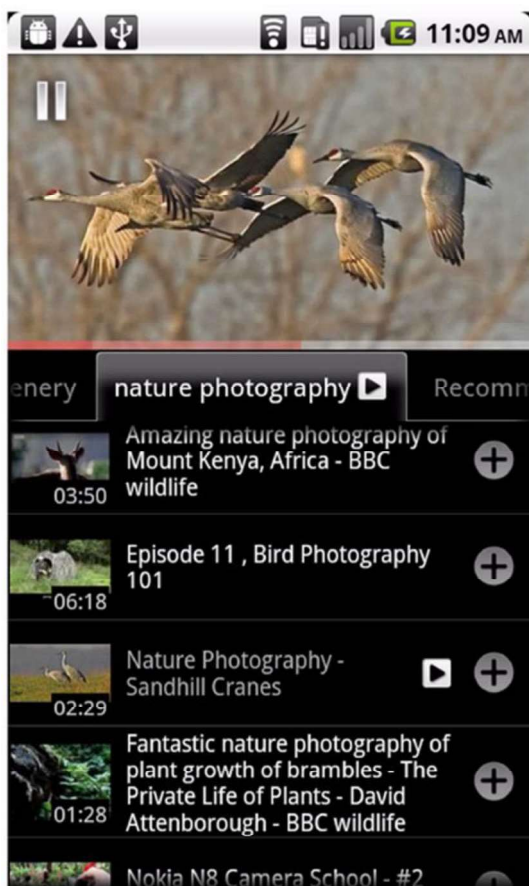 11:09 AM
enery
nature photography
Recomm
Amazing nature photography of
Mount Kenya, Africa - BBC
wildlife
03:50
Episode 11 , Bird Photography
101
06:18
Nature Photography -
Sandhill Cranes
02:29
Fantastic nature photography of
plant growth of brambles - The
Private Life of Plants - David
Attenborough - BBC wildlife
01:28
Nokia N8 Camera School - #2